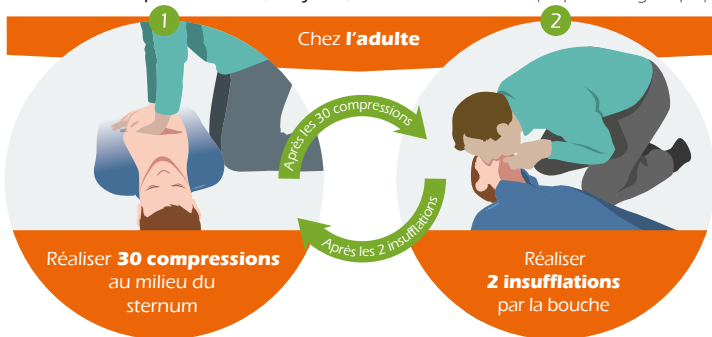 1
2
Chez l'adulte
Après les 30 compressions
Après les 2 insufflations
Réaliser 30 compressions
au milieu du
sternum
Réaliser
2 insufflations
par la bouche